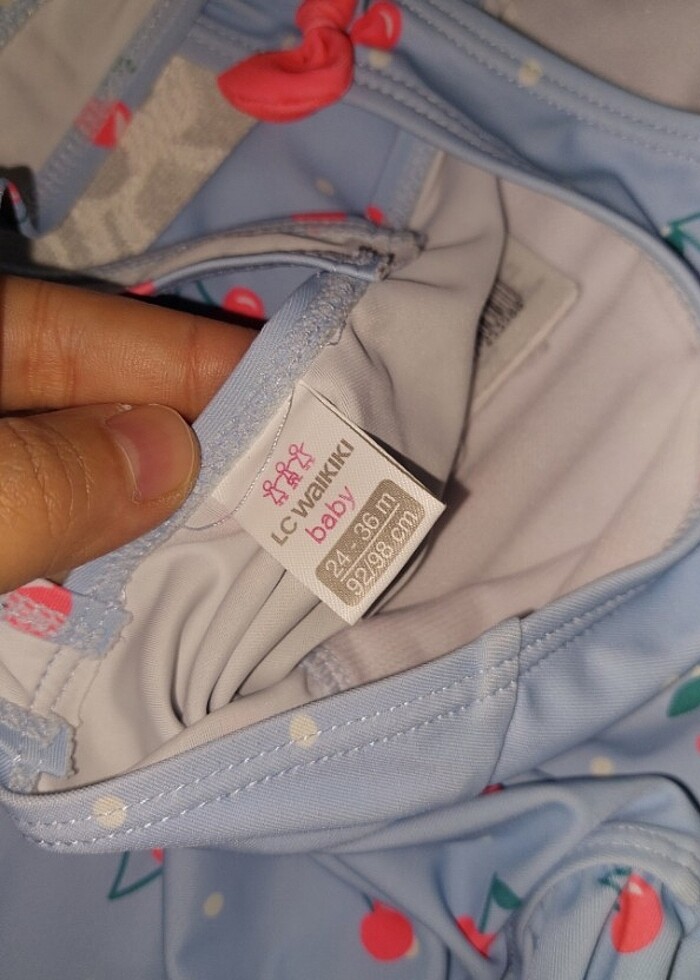 LC WAIKIKI
baby
24 - 36 m
92/98 cm